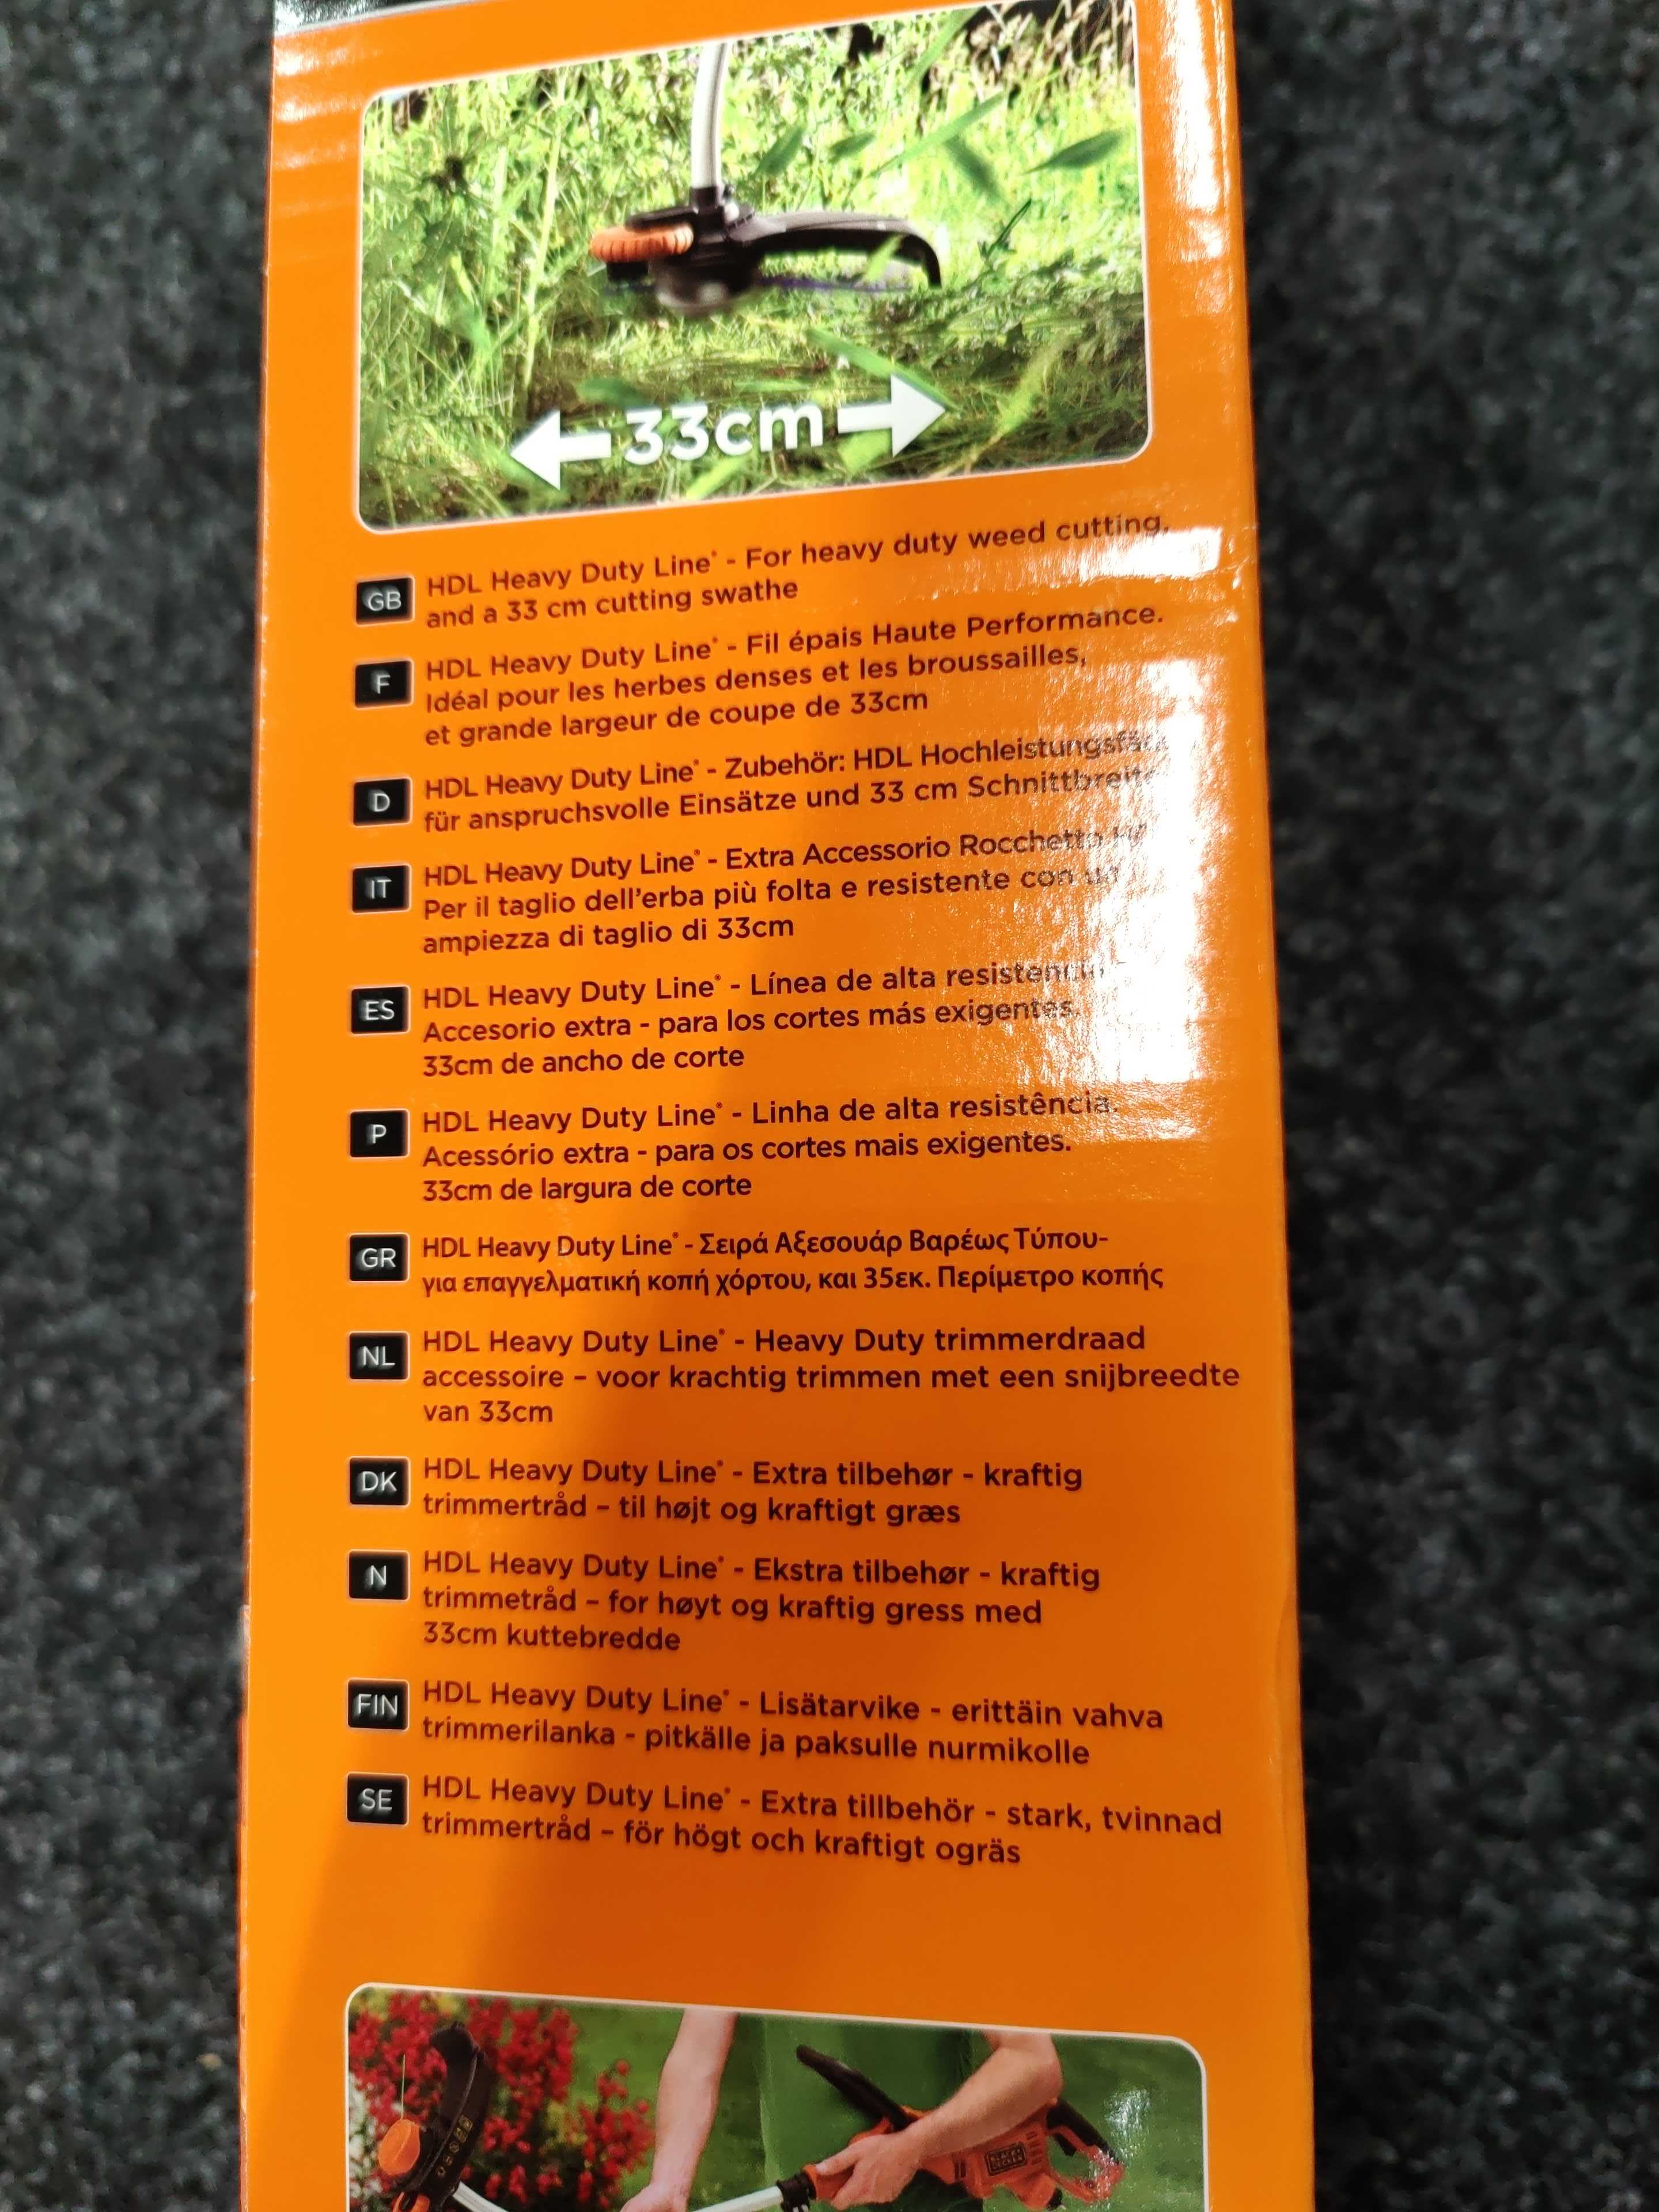 33cm
GB
HDL Heavy Duty Line® - For heavy duty weed cutting,
and a 33 cm cutting swathe
F
HDL Heavy Duty Line® - Fil épais Haute Performance.
Idéal pour les herbes denses et les broussailles,
et grande largeur de coupe de 33cm
D
HDL Heavy Duty Line® - Zubehör: HDL
für anspruchsvolle Einsätze und 33 cm Schnittbreite
IT
HDL Heavy Duty Line® - Extra Accessorio Rocchetto
Per il taglio dell'erba più folta e resistente con
ampiezza di taglio di 33cm
ES
HDL Heavy Duty Line® - Línea de alta resistencia
Accesorio extra - para los cortes más exigentes.
33cm de ancho de corte
P
HDL Heavy Duty Line® - Linha de alta resistência.
Acessório extra - para os cortes mais exigentes.
33cm de largura de corte
GR
HDL Heavy Duty Line® - Σειρά Αξεσουάρ Βαρέως Τύπου-
για επαγγελματική κοπή χόρτου, και 35εκ. Περίμετρο κοπής
NL
HDL Heavy Duty Line® - Heavy Duty trimmerdraad
accessoire – voor krachtig trimmen met een snijbreedte
van 33cm
DK
HDL Heavy Duty Line® - Extra tilbehør - kraftig
trimmertråd – til højt og kraftigt græs
N
HDL Heavy Duty Line® - Ekstra tilbehør - kraftig
trimmetråd – for høyt og kraftig gress med
33cm kuttebredde
FIN
HDL Heavy Duty Line® - Lisätarvike - erittäin vahva
trimmerilanka - pitkälle ja paksulle nurmikolle
SE
HDL Heavy Duty Line® - Extra tillbehör - stark, tvinnad
trimmertråd – för högt och kraftigt ogräs
BLACK+
DECKER